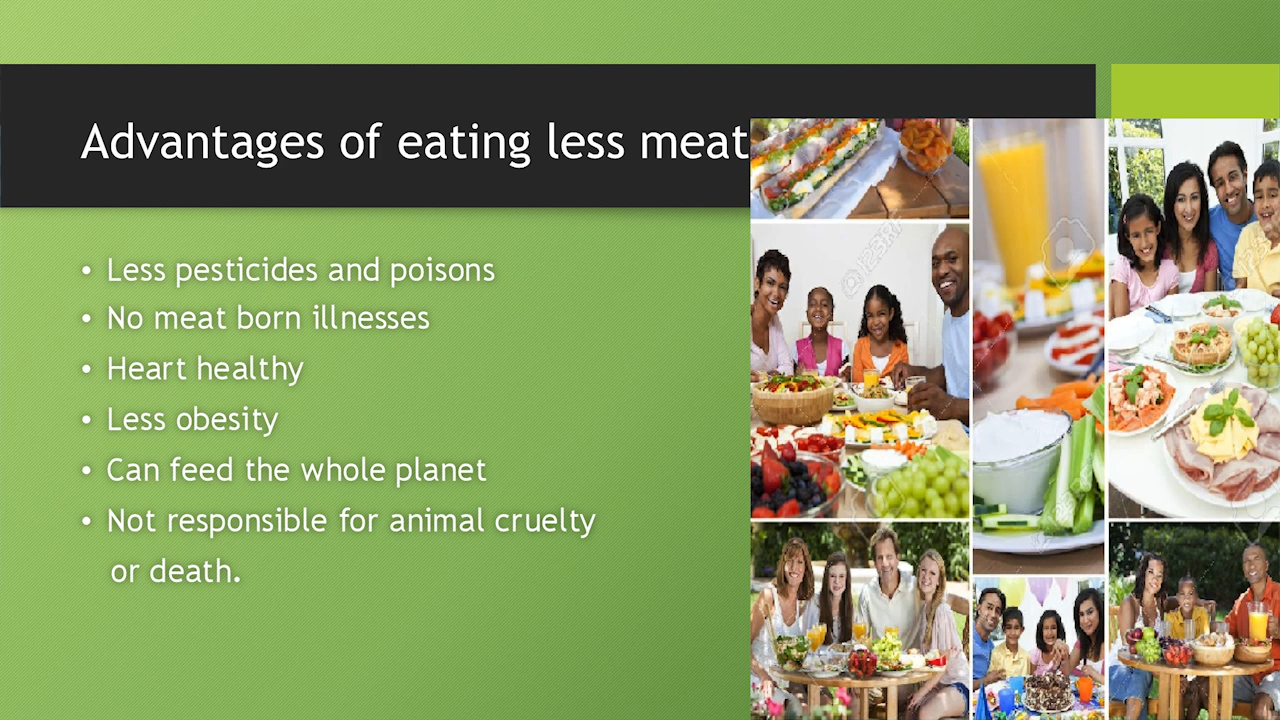 Advantages of eating less meat
• Less pesticides and poisons
• No meat born illnesses
• Heart healthy
• Less obesity
• Can feed the whole planet
• Not responsible for animal cruelty
or death.
123RF